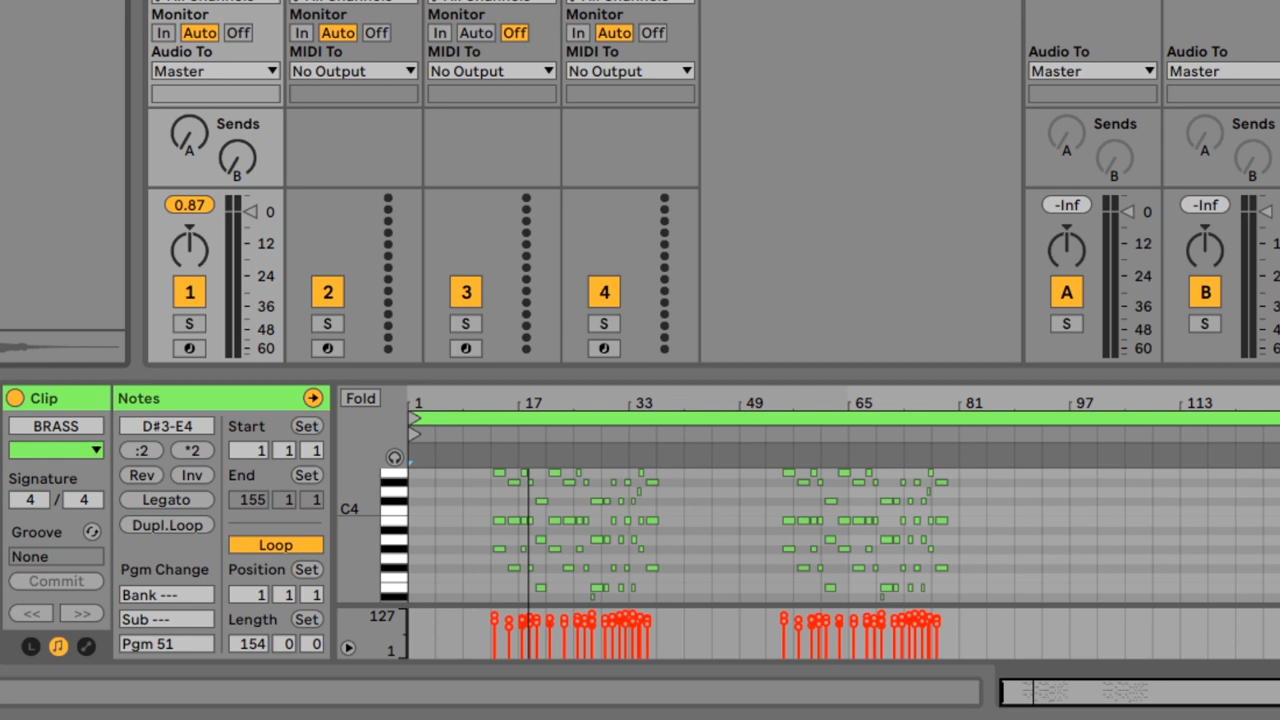 Monitor Monitor Monitor Monitor
In Auto Off In Auto Off In Auto Off In Auto Off
Audio To MIDI To MIDI To MIDI To Audio To Audio To
Master No Output No Output No Output Master Master
Sends Sends Sends
A A A
B B B
0.87 -Inf -Inf
0 0
12 12 1
24 24 2
1 2 3 4 A B
36 36 3
S S S S S S
48 48 4
60 60 6
Clip Notes Fold 1 17 33 49 65 81 97 113
BRASS D#3-E4 Start Set
:2 *2 1 1 1
Signature Rev Inv End Set
4 / 4 Legato 155 1 1
C4
Groove Dupl.Loop
None Loop
Commit Pgm Change Position Set
Bank --- 1 1 1
<< >> Sub --- Length Set 127
L Pgm 51 154 0 0 1